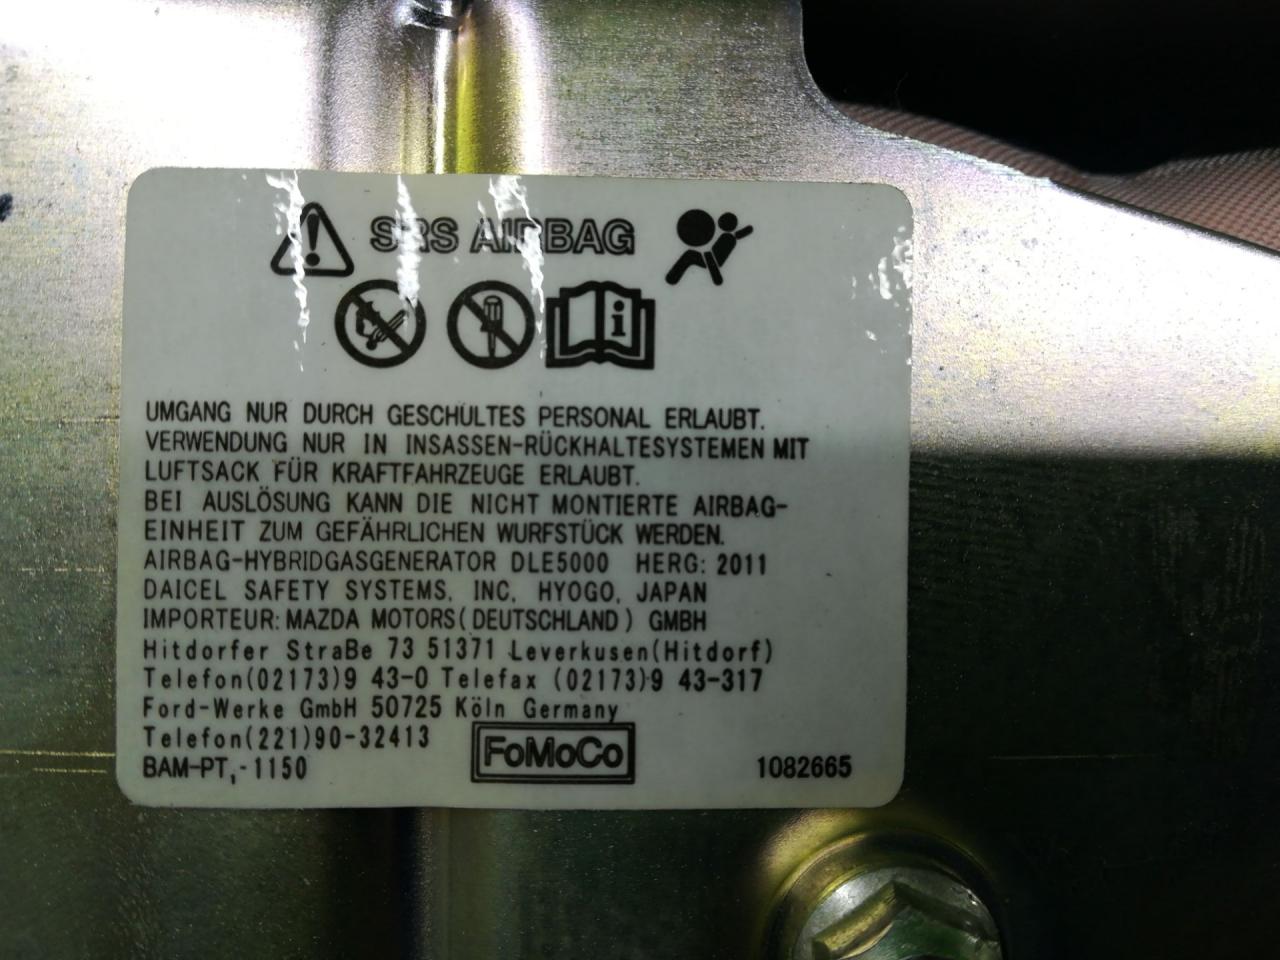 SRS AIRBAG
UMGANG NUR DURCH GESCHULTES PERSONAL ERLAUBT.
VERWENDUNG NUR IN INSASSEN-RÜCKHALTESYSTEMEN MIT
LUFTSACK FÜR KRAFTFAHRZEUGE ERLAUBT.
BEI AUSLÖSUNG KANN DIE NICHT MONTIERTE AIRBAG-
EINHEIT ZUM GEFÄHRLICHEN WURFSTÜCK WERDEN.
AIRBAG-HYBRIDGASGENERATOR DLE5000 HERG: 2011
DAICEL SAFETY SYSTEMS, INC, HYOGO, JAPAN
IMPORTEUR: MAZDA MOTORS(DEUTSCHLAND) GMBH
Hitdorfer StraBe 73 51371 Leverkusen(Hitdorf)
Telefon(02173)9 43-0 Telefax (02173)9 43-317
Ford-Werke GmbH 50725 Köln Germany
Telefon(221)90-32413
FoMoCo
BAM-PT,-1150
1082665